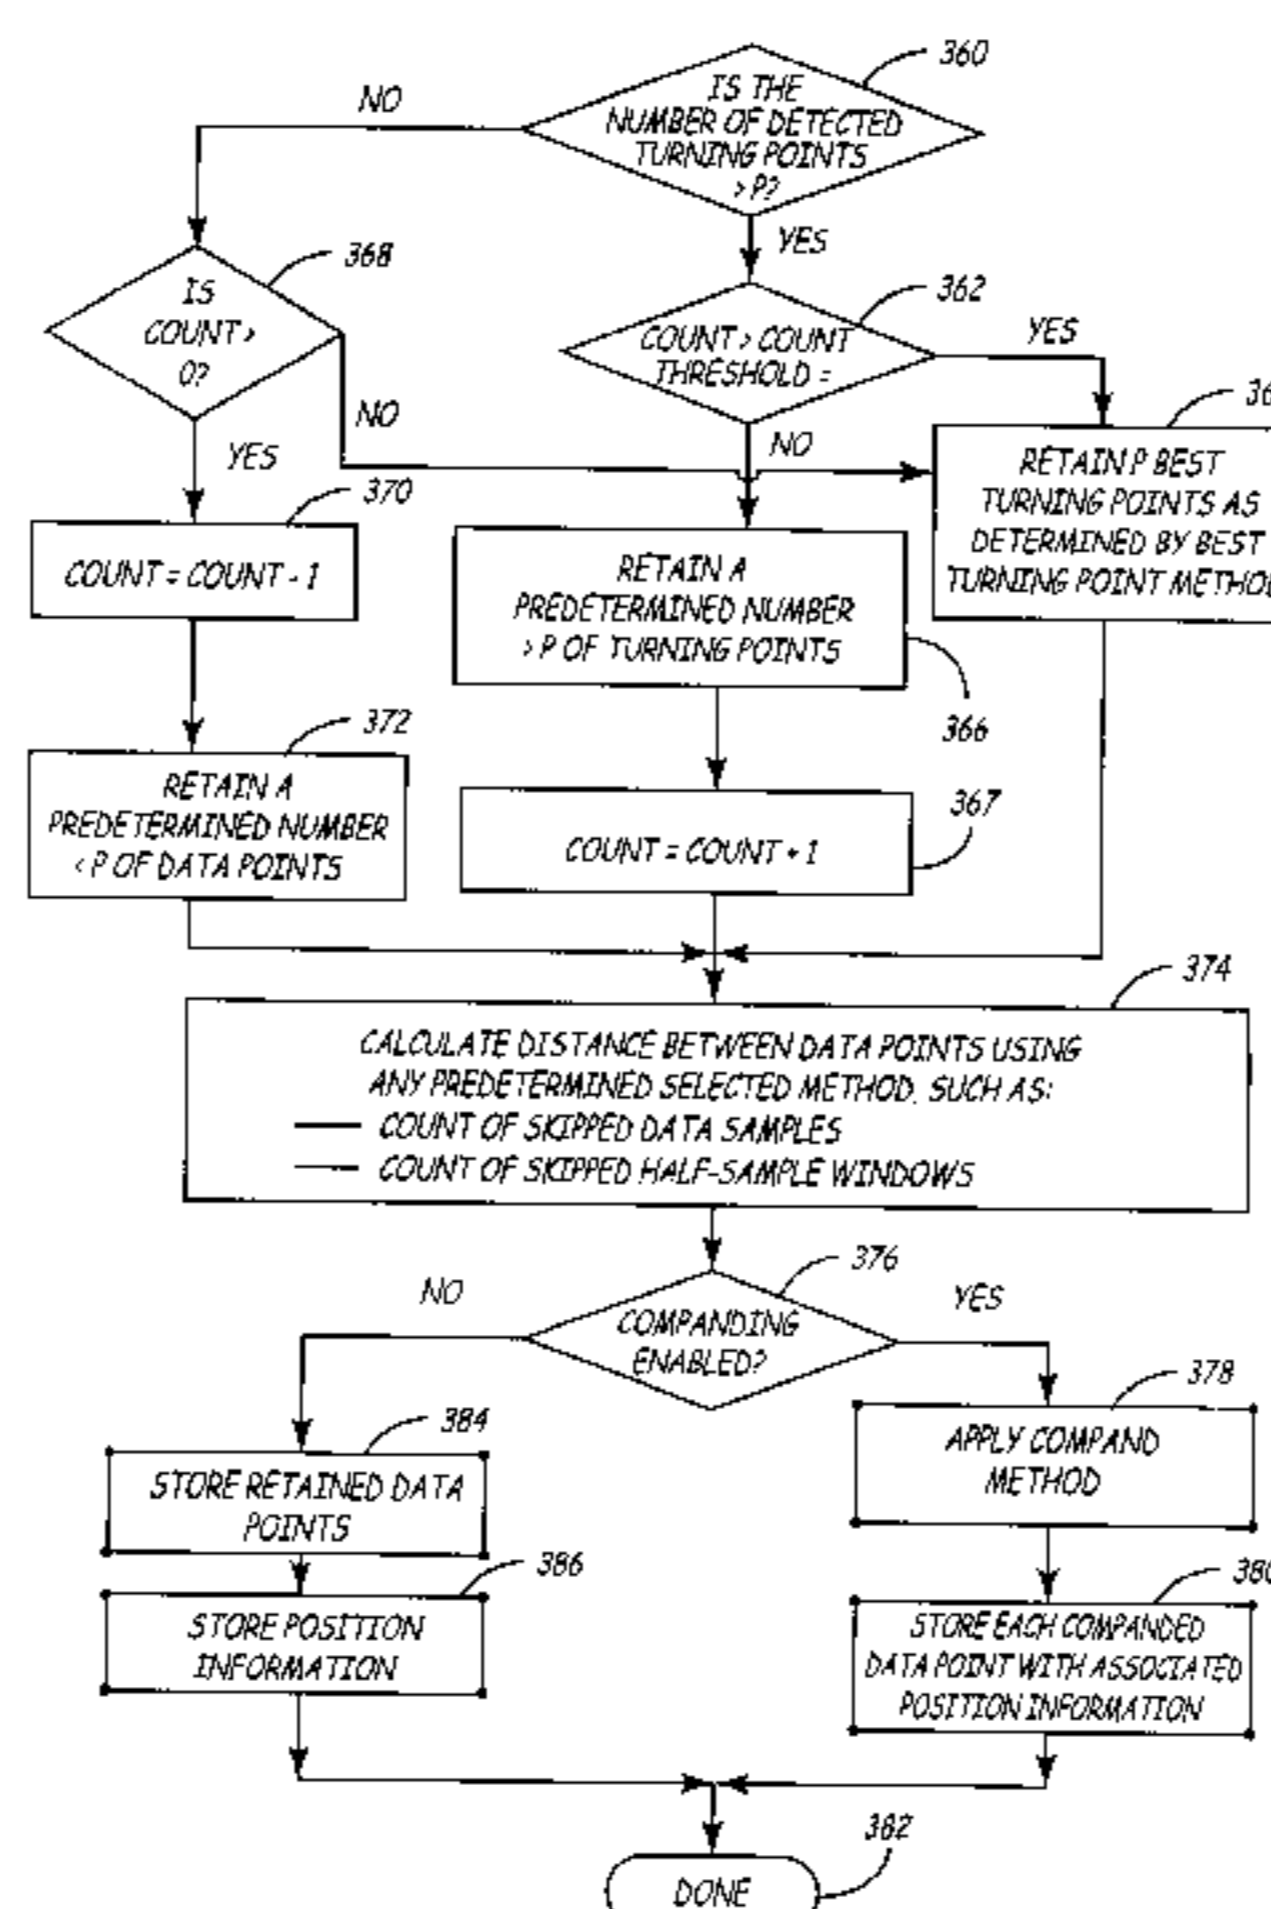 360
IS THE
NUMBER OF DETECTED
TURNING POINTS
> P?
NO
YES
368
IS
COUNT >
0?
362
COUNT > COUNT
THRESHOLD =
YES
NO
NO
YES
36
RETAIN P BEST
TURNING POINTS AS
DETERMINED BY BEST
TURNING POINT METHOD
370
COUNT = COUNT - 1
RETAIN A
PREDETERMINED NUMBER
> P OF TURNING POINTS
366
372
RETAIN A
PREDETERMINED NUMBER
< P OF DATA POINTS
367
COUNT = COUNT + 1
374
CALCULATE DISTANCE BETWEEN DATA POINTS USING
ANY PREDETERMINED SELECTED METHOD, SUCH AS:
— COUNT OF SKIPPED DATA SAMPLES
— COUNT OF SKIPPED HALF-SAMPLE WINDOWS
376
NO
YES
COMPANDING
ENABLED?
384
STORE RETAINED DATA
POINTS
378
APPLY COMPAND
METHOD
386
STORE POSITION
INFORMATION
380
STORE EACH COMPANDED
DATA POINT WITH ASSOCIATED
POSITION INFORMATION
382
DONE